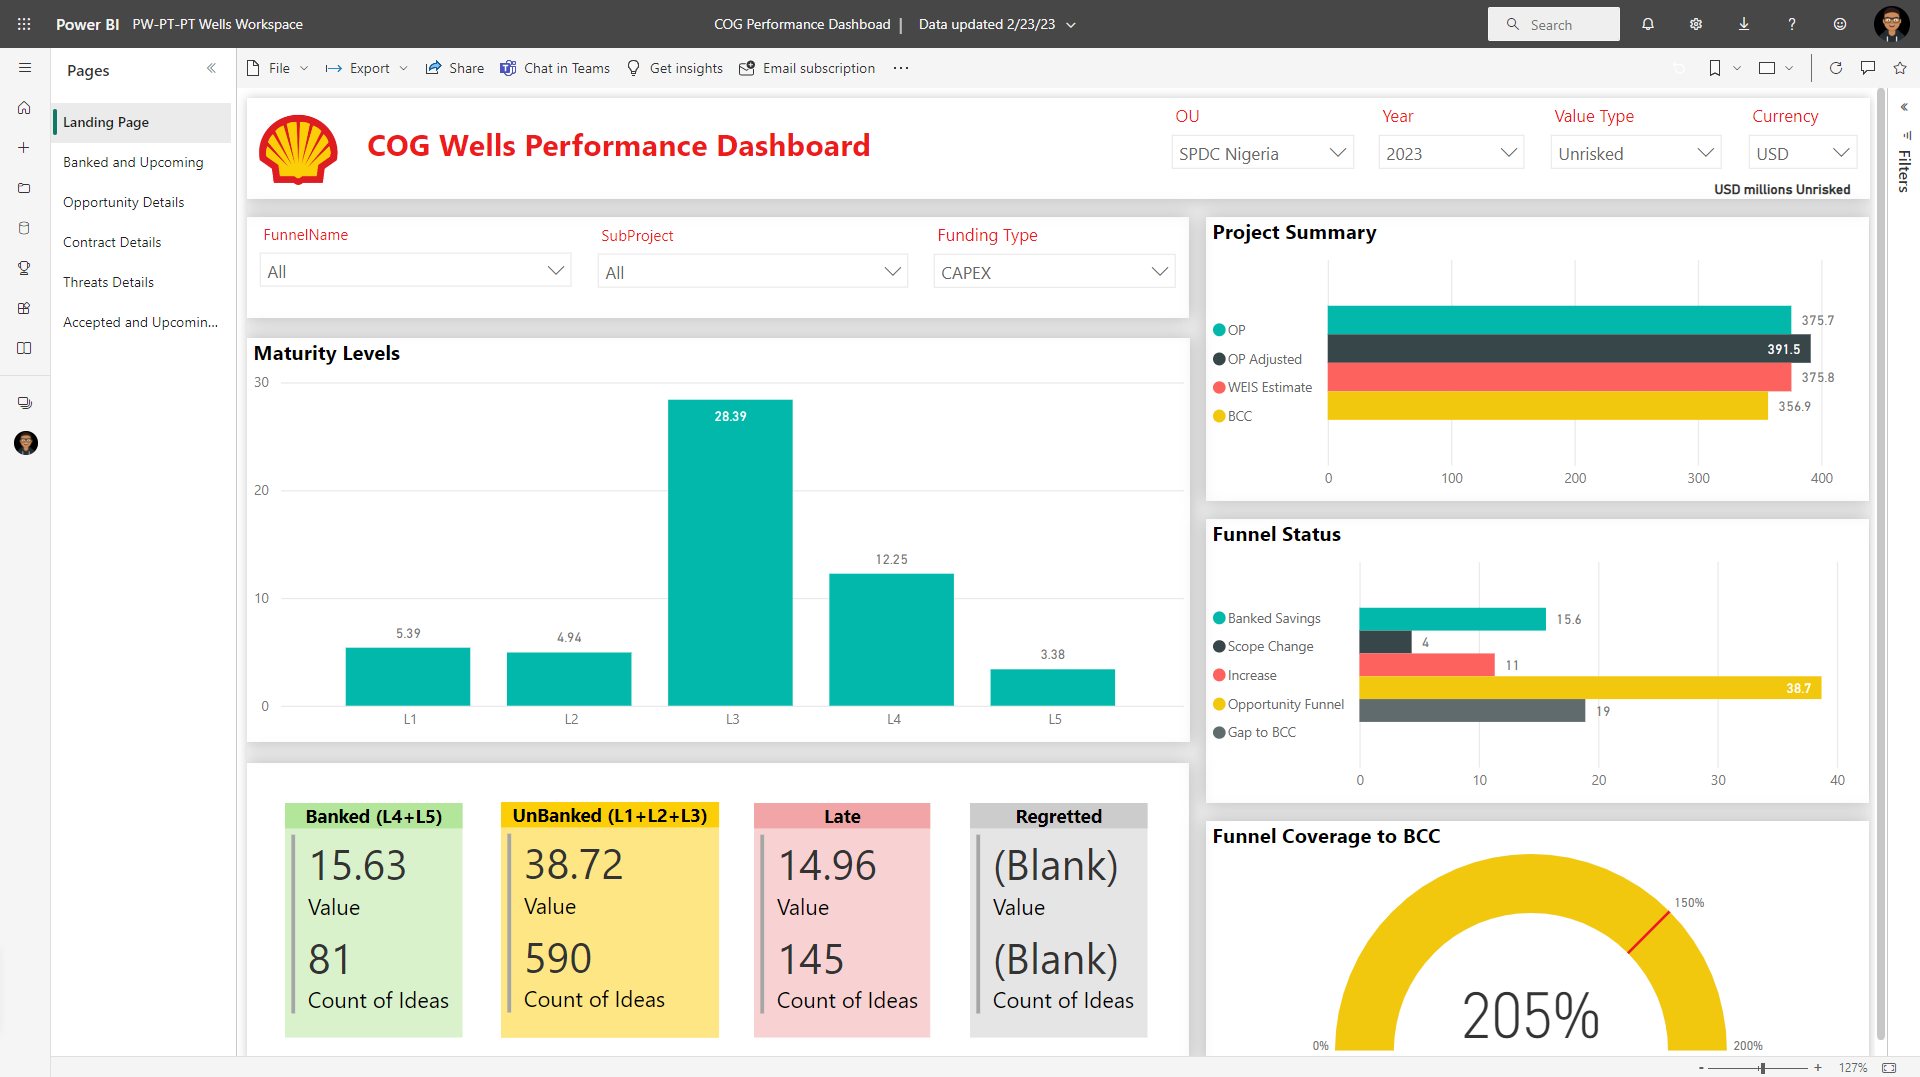 Power BI PW-PT-PT Wells Workspace
COG Performance Dashboad | Data updated 2/23/23
Search
Pages
File Export Share Chat in Teams Get insights Email subscription ...
Landing Page
Banked and Upcoming
Opportunity Details
Contract Details
Threats Details
Accepted and Upcomin...
COG Wells Performance Dashboard
OU Year Value Type Currency
SPDC Nigeria 2023 Unrisked USD
USD millions Unrisked
Filters
FunnelName SubProject Funding Type
All All CAPEX
Maturity Levels
30
20
10
0
5.39
4.94
28.39
12.25
3.38
L1 L2 L3 L4 L5
Banked (L4+L5)
15.63
Value
81
Count of Ideas
UnBanked (L1+L2+L3)
38.72
Value
590
Count of Ideas
Late
14.96
Value
145
Count of Ideas
Regretted
(Blank)
Value
(Blank)
Count of Ideas
Project Summary
OP
OP Adjusted
WEIS Estimate
BCC
375.7
391.5
375.8
356.9
0 100 200 300 400
Funnel Status
Banked Savings
Scope Change
Increase
Opportunity Funnel
Gap to BCC
15.6
4
11
38.7
19
0 10 20 30 40
Funnel Coverage to BCC
150%
205%
0% 200%
- + 127%